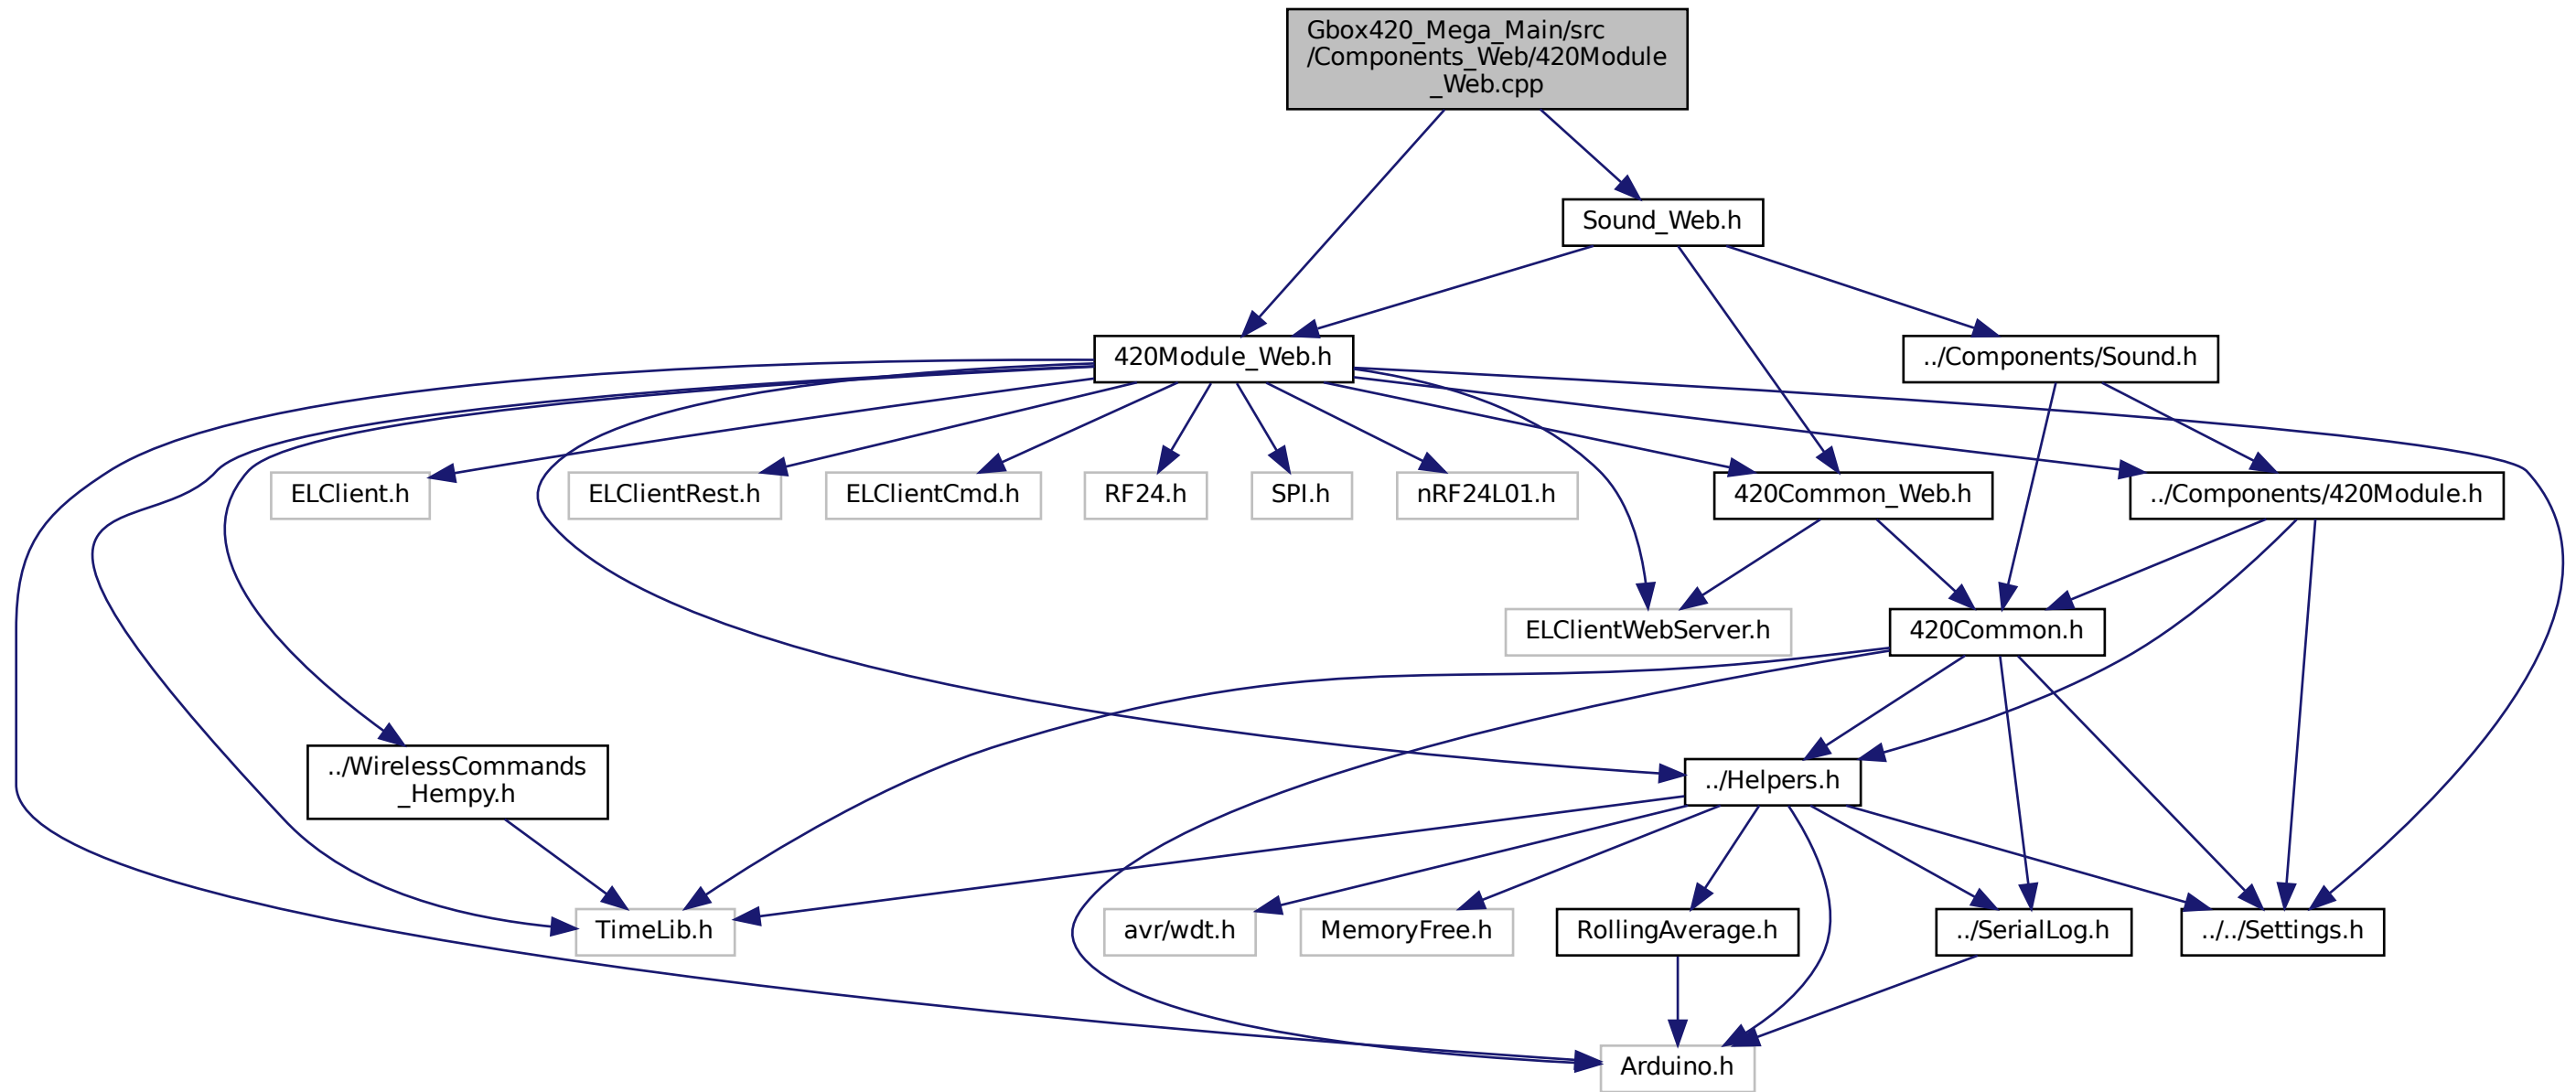 Gbox420_Mega_Main/src
/Components_Web/420Module
_Web.cpp
Sound_Web.h
420Module_Web.h
../Components/Sound.h
ELClient.h
ELClientRest.h
ELClientCmd.h
RF24.h
SPI.h
nRF24L01.h
420Common_Web.h
../Components/420Module.h
ELClientWebServer.h
420Common.h
../WirelessCommands
_Hempy.h
../Helpers.h
TimeLib.h
avr/wdt.h
MemoryFree.h
RollingAverage.h
../SerialLog.h
../../Settings.h
Arduino.h